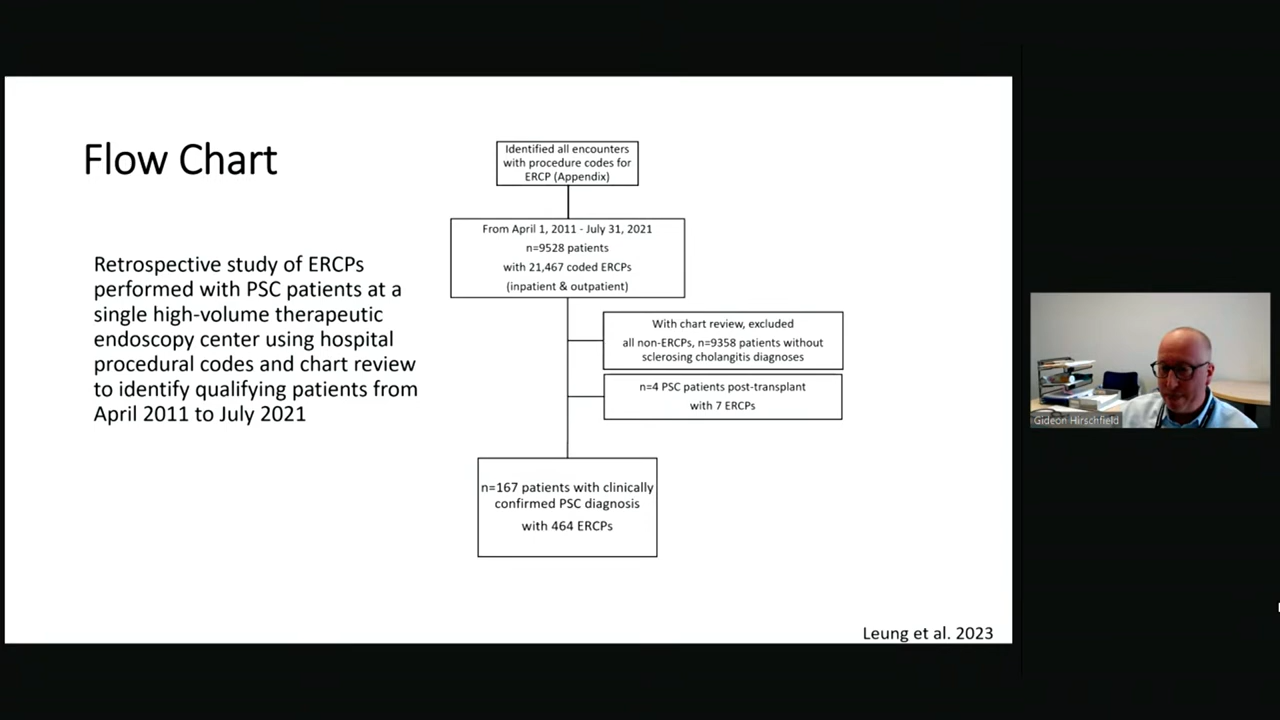 Flow Chart
Retrospective study of ERCPs
performed with PSC patients at a
single high-volume therapeutic
endoscopy center using hospital
procedural codes and chart review
to identify qualifying patients from
April 2011 to July 2021
Identified all encounters
with procedure codes for
ERCP (Appendix)
From April 1, 2011 - July 31, 2021
n=9528 patients
with 21,467 coded ERCPs
(inpatient & outpatient)
With chart review, excluded
all non-ERCPs, n=9358 patients without
sclerosing cholangitis diagnoses
n=4 PSC patients post-transplant
with 7 ERCPs
n=167 patients with clinically
confirmed PSC diagnosis
with 464 ERCPs
Leung et al. 2023
Gideon Hirschfield